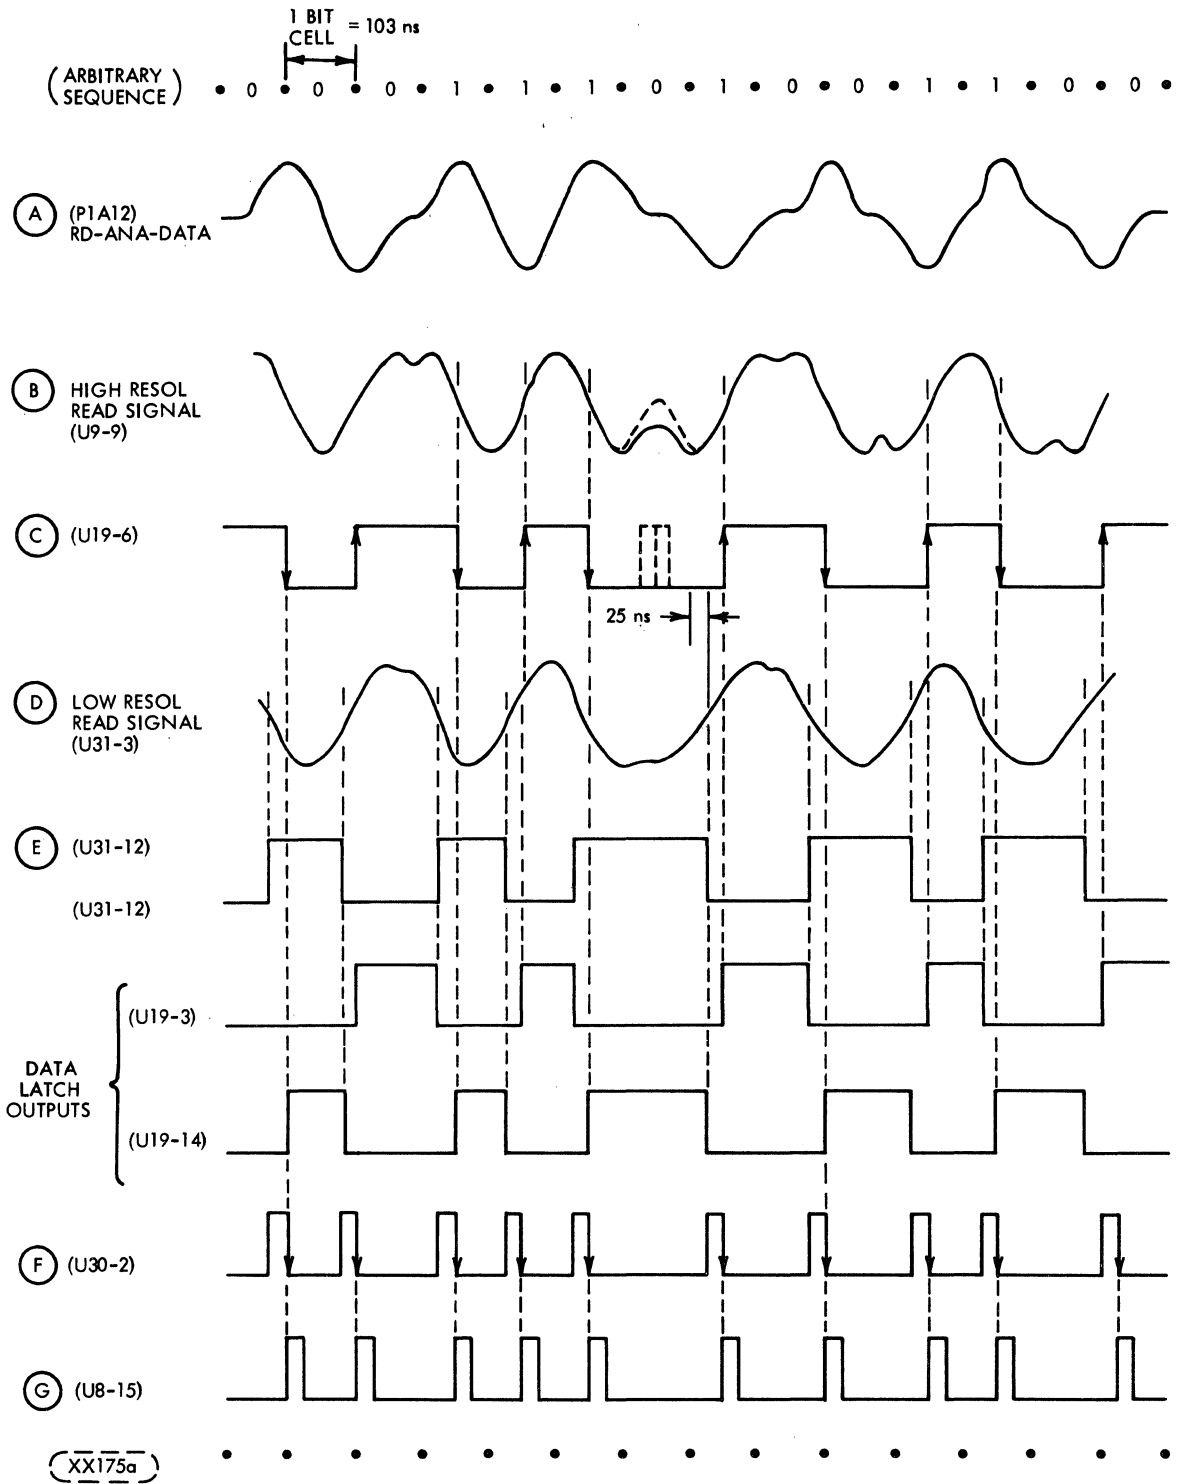 1 BIT
CELL = 103 ns
(ARBITRARY
SEQUENCE)
0 0 0 1 1 1 0 1 0 0 1 1 0 0
A (P1A12)
RD-ANA-DATA
B HIGH RESOL
READ SIGNAL
(U9-9)
C (U19-6)
25 ns
D LOW RESOL
READ SIGNAL
(U31-3)
E (U31-12)
(U31-12)
(U19-3)
DATA
LATCH
OUTPUTS
(U19-14)
F (U30-2)
G (U8-15)
XX175a